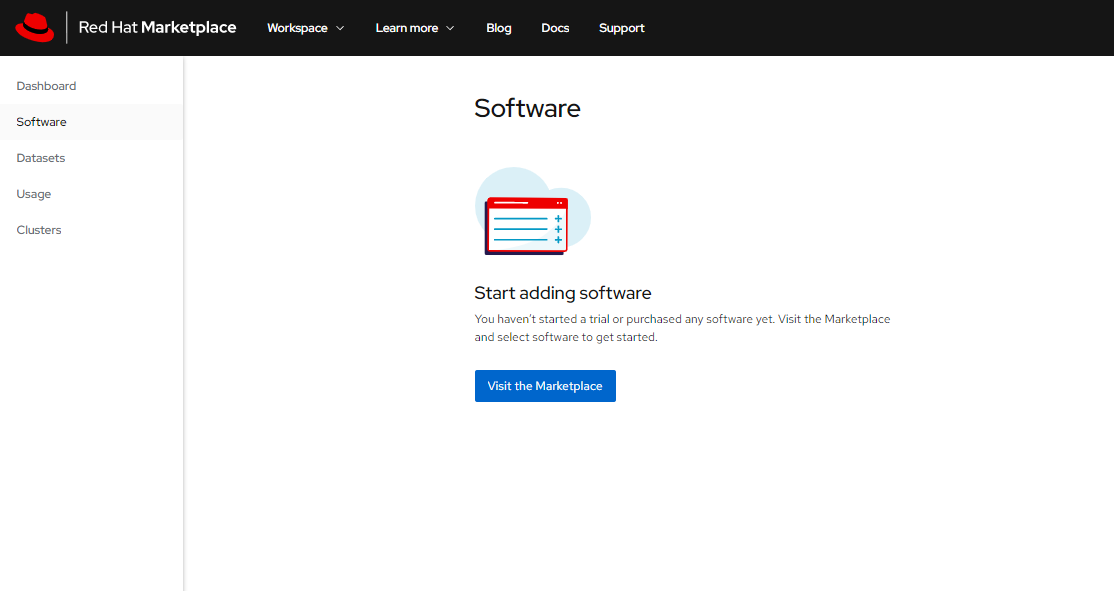 Red Hat Marketplace
Workspace
Learn more
Blog
Docs
Support
Dashboard
Software
Datasets
Usage
Clusters
Software
Start adding software
You haven't started a trial or purchased any software yet. Visit the Marketplace
and select software to get started.
Visit the Marketplace